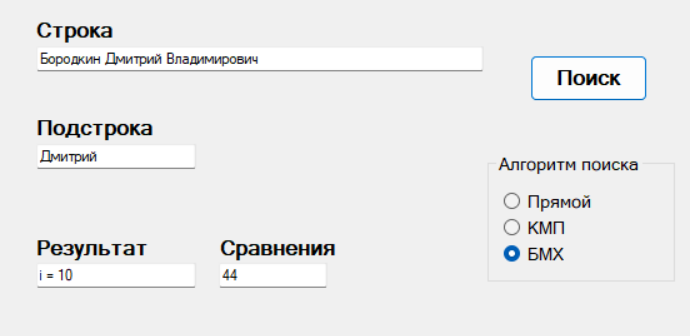 Строка
Бородкин Дмитрий Владимирович
Поиск
Подстрока
Дмитрий
Алгоритм поиска
Прямой
КМП
БМХ
Результат Сравнения
i = 10 44